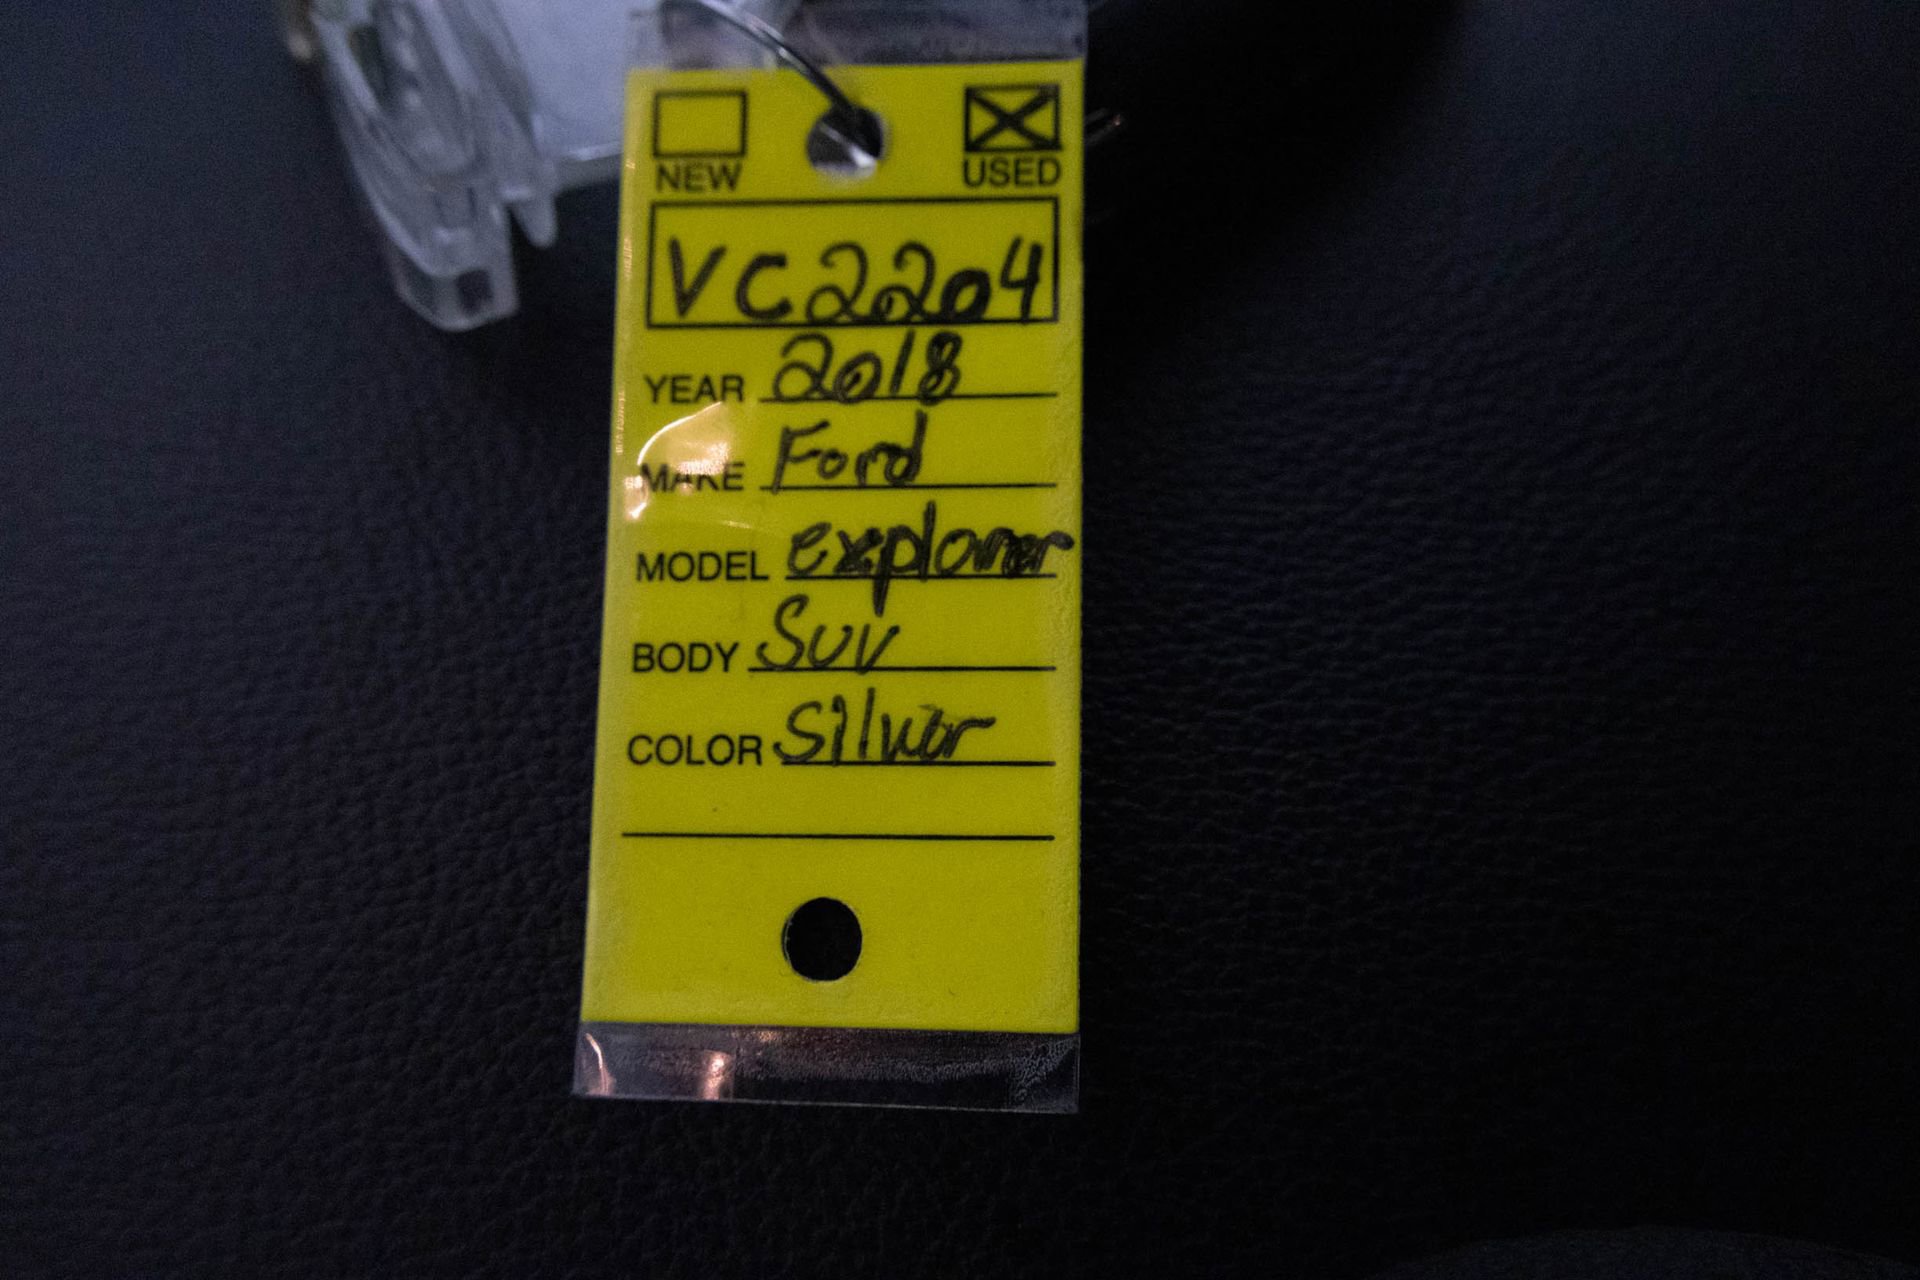 NEW USED
VC2204
YEAR 2018
MAKE Ford
MODEL explorer
BODY SUV
COLOR Silver